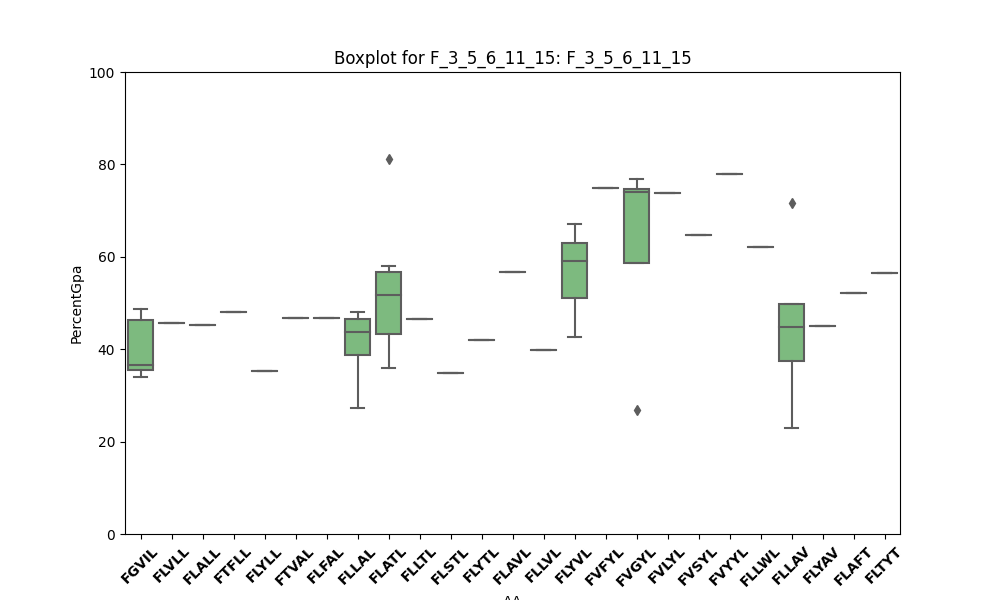 Boxplot for F_3_5_6_11_15: F_3_5_6_11_15
100
80
60
40
20
0
PercentGpa
FGVIL FLVLL FLALL FTFLL FLYLL FTVAL FLFAL FLLAL FLATL FLLTL FLSTL FLYTL FLAVL FLLVL FLYVL FVFYL FVGYL FVLYL FVSYL FVYYL FLLWL FLLAV FLYAV FLAFT FLTYT
AA